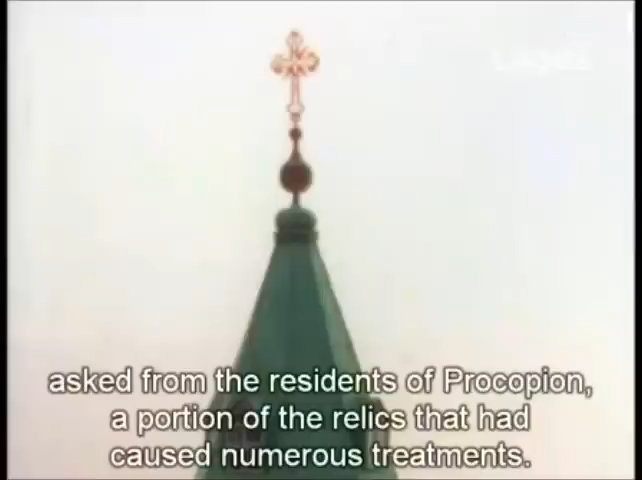 asked from the residents of Procopion,
a portion of the relics that had
caused numerous treatments.